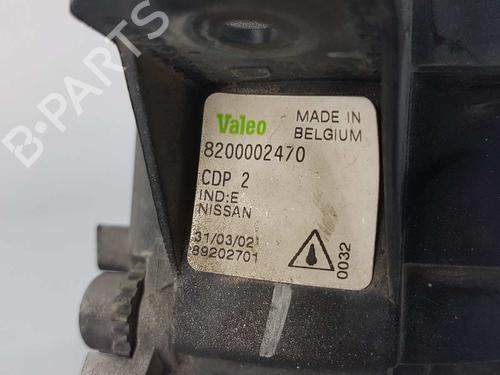 Valeo
MADE IN
BELGIUM
8200002470
CDP 2
IND:E
NISSAN
31/03/02
89202701
0032
B-PARTS